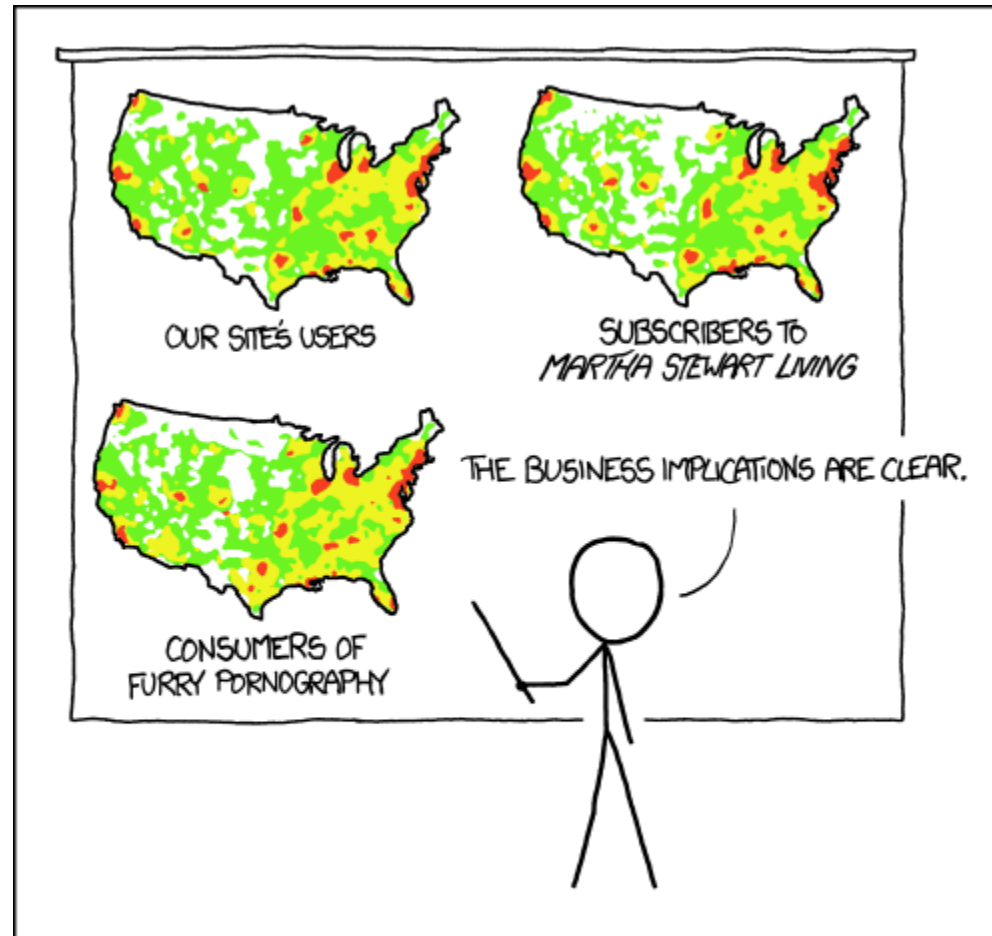 OUR SITE'S USERS
SUBSCRIBERS TO
MARTHA STEWART LIVING
CONSUMERS OF
FURRY PORNOGRAPHY
THE BUSINESS IMPLICATIONS ARE CLEAR.